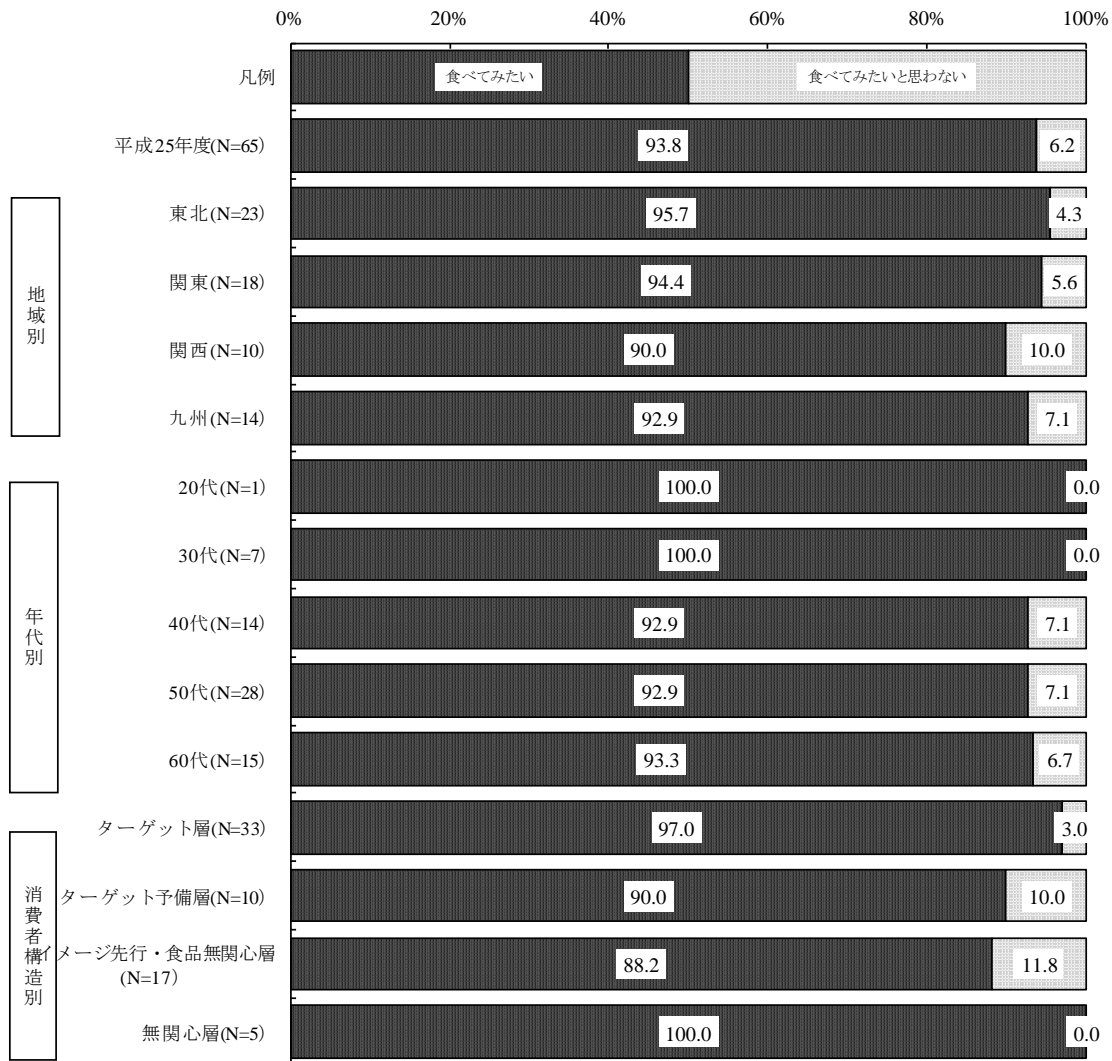 0% 20% 40% 60% 80% 100%
凡例 食べてみたい 食べてみたいと思わない
平成25年度(N=65) 93.8 6.2
地域別
東北(N=23) 95.7 4.3
関東(N=18) 94.4 5.6
関西(N=10) 90.0 10.0
九州(N=14) 92.9 7.1
年代別
20代(N=1) 100.0 0.0
30代(N=7) 100.0 0.0
40代(N=14) 92.9 7.1
50代(N=28) 92.9 7.1
60代(N=15) 93.3 6.7
消費者構造別
ターゲット層(N=33) 97.0 3.0
ターゲット予備層(N=10) 90.0 10.0
イメージ先行・食品無関心層
(N=17) 88.2 11.8
無関心層(N=5) 100.0 0.0